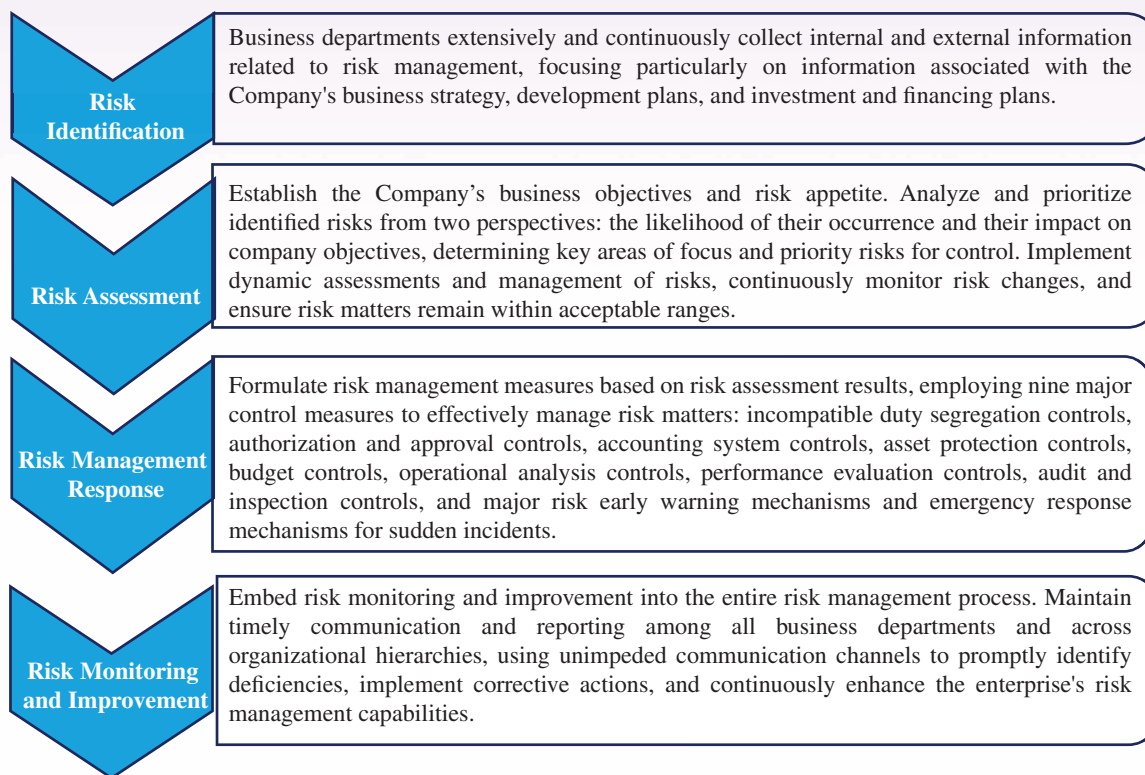 Risk
Identification
Business departments extensively and continuously collect internal and external information
related to risk management, focusing particularly on information associated with the
Company's business strategy, development plans, and investment and financing plans.
Risk Assessment
Establish the Company’s business objectives and risk appetite. Analyze and prioritize
identified risks from two perspectives: the likelihood of their occurrence and their impact on
company objectives, determining key areas of focus and priority risks for control. Implement
dynamic assessments and management of risks, continuously monitor risk changes, and
ensure risk matters remain within acceptable ranges.
Risk Management
Response
Formulate risk management measures based on risk assessment results, employing nine major
control measures to effectively manage risk matters: incompatible duty segregation controls,
authorization and approval controls, accounting system controls, asset protection controls,
budget controls, operational analysis controls, performance evaluation controls, audit and
inspection controls, and major risk early warning mechanisms and emergency response
mechanisms for sudden incidents.
Risk Monitoring
and Improvement
Embed risk monitoring and improvement into the entire risk management process. Maintain
timely communication and reporting among all business departments and across
organizational hierarchies, using unimpeded communication channels to promptly identify
deficiencies, implement corrective actions, and continuously enhance the enterprise's risk
management capabilities.